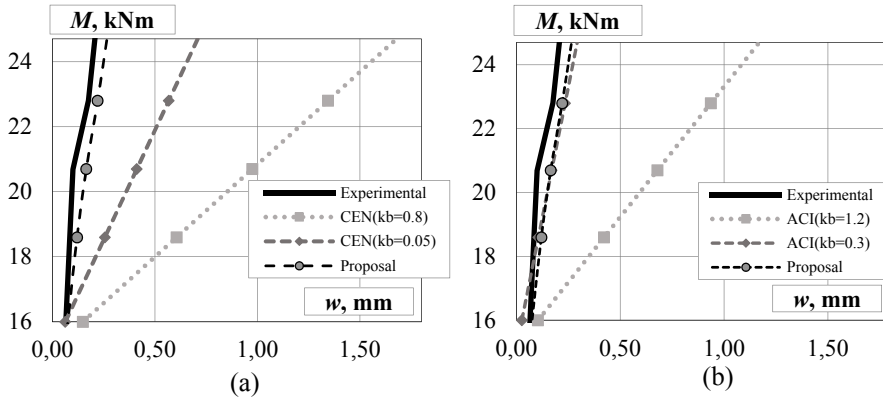 M, kNm
24
22
20
18
16
Experimental
CEN(kb=0.8)
CEN(kb=0.05)
Proposal
w, mm
0,00
0,50
1,00
1,50
(a)
M, kNm
24
22
20
18
16
Experimental
ACI(kb=1.2)
ACI(kb=0.3)
Proposal
w, mm
0,00
0,50
1,00
1,50
(b)